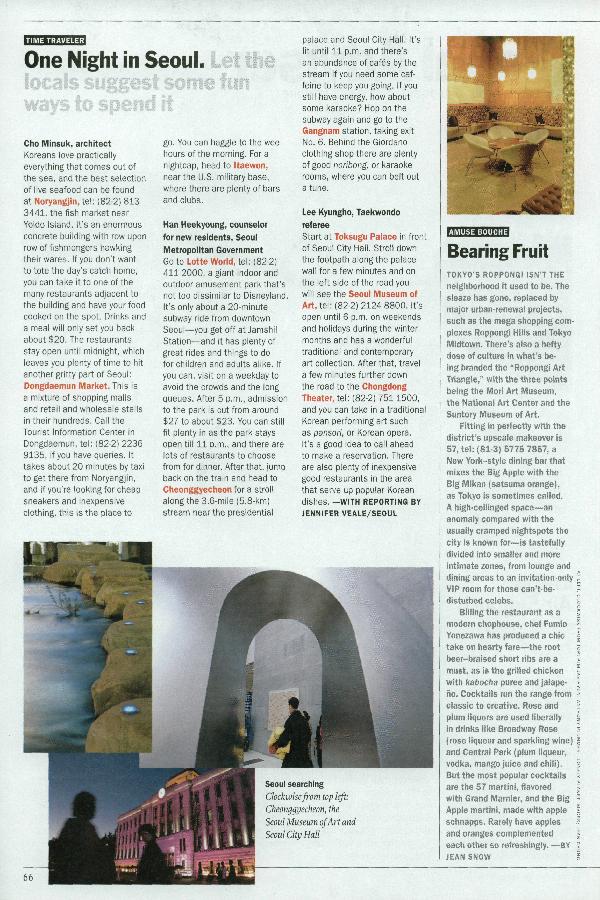 TIME TRAVELER
One Night in Seoul. Let the
locals suggest some fun
ways to spend it
Cho Minsuk, architect
Koreans love practically
everything that comes out of
the sea, and the best selection
of live seafood can be found
at Noryangjin, tel: (82-2) 813
3441, the fish market near
Yoido Island. It's an enormous
concrete building with row upon
row of fishmongers hawking
their wares. If you don't want
to tote the day's catch home,
you can take it to one of the
many restaurants adjacent to
the building and have your food
cooked on the spot. Drinks and
a meal will only set you back
about $20. The restaurants
stay open until midnight, which
leaves you plenty of time to hit
another gritty part of Seoul:
Dongdaemun Market. This is
a mixture of shopping malls
and retail and wholesale stalls
in their hundreds. Call the
Tourist Information Center in
Dongdaemun, tel: (82-2) 2236
9135, if you have queries. It
takes about 20 minutes by taxi
to get there from Noryangjin,
and if you're looking for cheap
sneakers and inexpensive
clothing, this is the place to
go. You can haggle to the wee
hours of the morning. For a
nightcap, head to Itaewon,
near the U.S. military base,
where there are plenty of bars
and clubs.
Han Heekyoung, counselor
for new residents, Seoul
Metropolitan Government
Go to Lotte World, tel: (82-2)
411 2000, a giant indoor and
outdoor amusement park that's
not too dissimilar to Disneyland.
It's only about a 20-minute
subway ride from downtown
Seoul—you get off at Jamshil
Station—and it has plenty of
great rides and things to do
for children and adults alike. If
you can, visit on a weekday to
avoid the crowds and the long
queues. After 5 p.m., admission
to the park is cut from around
$27 to about $23. You can still
fit plenty in as the park stays
open till 11 p.m., and there are
lots of restaurants to choose
from for dinner. After that, jump
back on the train and head to
Cheonggyecheon for a stroll
along the 3.6-mile (5.8-km)
stream near the presidential
palace and Seoul City Hall. It's
lit until 11 p.m. and there's
an abundance of cafés by the
stream if you need some caf-
feine to keep you going. If you
still have energy, how about
some karaoke? Hop on the
subway again and go to the
Gangnam station, taking exit
No. 6. Behind the Giordano
clothing shop there are plenty
of good noribong, or karaoke
rooms, where you can belt out
a tune.
Lee Kyungho, Taekwondo
referee
Start at Toksugu Palace in front
of Seoul City Hall. Stroll down
the footpath along the palace
wall for a few minutes and on
the left side of the road you
will see the Seoul Museum of
Art, tel: (82-2) 2124 8800. It's
open until 6 p.m. on weekends
and holidays during the winter
months and has a wonderful
traditional and contemporary
art collection. After that, travel
a few minutes further down
the road to the Chongdong
Theater, tel: (82-2) 751 1500,
and you can take in a traditional
Korean performing art such
as pansori, or Korean opera.
It's a good idea to call ahead
to make a reservation. There
are also plenty of inexpensive
good restaurants in the area
that serve up popular Korean
dishes. —WITH REPORTING BY
JENNIFER VEALE/SEOUL
Seoul searching
Clockwise from top left:
Cheonggyecheon, the
Seoul Museum of Art and
Seoul City Hall
AMUSE BOUCHE
Bearing Fruit
TOKYO'S ROPPONGI ISN'T THE
neighborhood it used to be. The
sleaze has gone, replaced by
major urban-renewal projects,
such as the mega shopping com-
plexes Roppongi Hills and Tokyo
Midtown. There's also a hefty
dose of culture in what's be-
ing branded the "Roppongi Art
Triangle," with the three points
being the Mori Art Museum,
the National Art Center and the
Suntory Museum of Art.
Fitting in perfectly with the
district's upscale makeover is
57, tel: (81-3) 5775 7857, a
New York-style dining bar that
mixes the Big Apple with the
Big Mikan (satsuma orange),
as Tokyo is sometimes called.
A high-ceilinged space—an
anomaly compared with the
usually cramped nightspots the
city is known for—is tastefully
divided into smaller and more
intimate zones, from lounge and
dining areas to an invitation-only
VIP room for those can't-be-
disturbed celebs.
Billing the restaurant as a
modern chophouse, chef Fumio
Yonezawa has produced a chic
take on hearty fare—the root
beer-braised short ribs are a
must, as is the grilled chicken
with kabocha puree and jalape-
ño. Cocktails run the range from
classic to creative. Rose and
plum liquors are used liberally
in drinks like Broadway Rose
(rose liqueur and sparkling wine)
and Central Park (plum liqueur,
vodka, mango juice and chili).
But the most popular cocktails
are the 57 martini, flavored
with Grand Marnier, and the Big
Apple martini, made with apple
schnapps. Rarely have apples
and oranges complemented
each other so refreshingly. —BY
JEAN SNOW
66